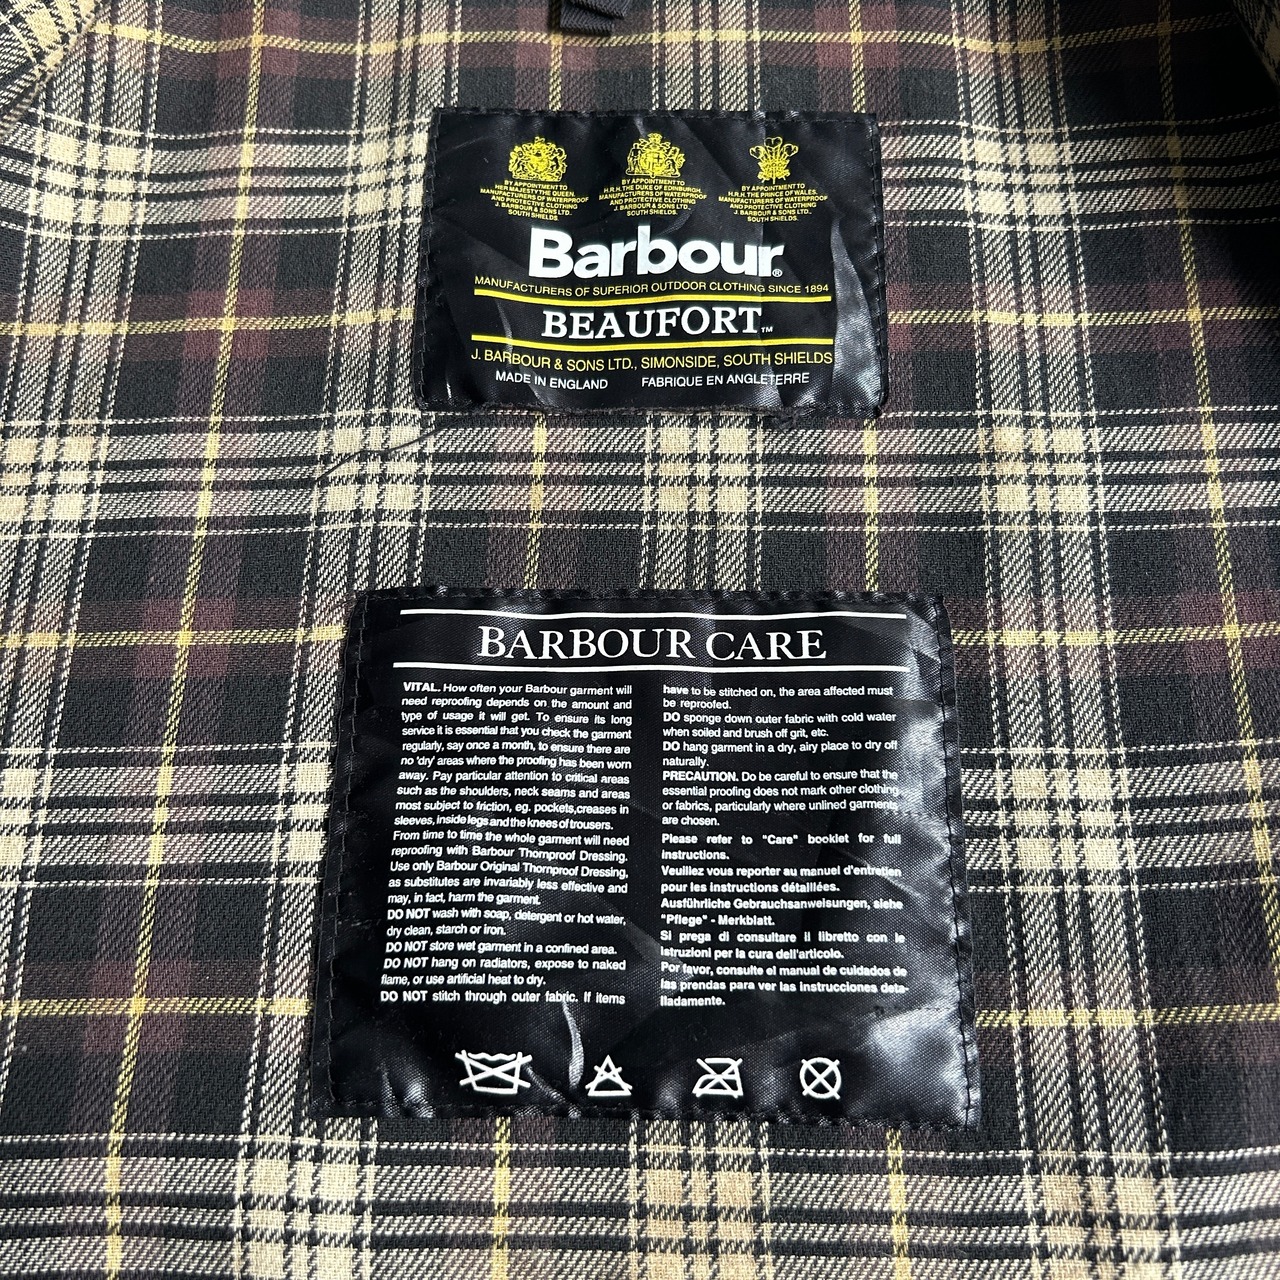 BY APPOINTMENT TO
HER MAJESTY THE QUEEN.
MANUFACTURERS OF WATERPROOF
AND PROTECTIVE CLOTHING
J. BARBOUR & SONS LTD.,
SOUTH SHIELDS.
BY APPOINTMENT TO
H.R.H. THE DUKE OF EDINBURGH,
MANUFACTURERS OF WATERPROOF
AND PROTECTIVE CLOTHING
J. BARBOUR & SONS LTD.
SOUTH SHIELDS.
BY APPOINTMENT TO
H.R.H. THE PRINCE OF WALES.
MANUFACTURERS OF WATERPROOF
AND PROTECTIVE CLOTHING
J. BARBOUR & SONS LTD.
SOUTH SHIELDS.
Barbour®
MANUFACTURERS OF SUPERIOR OUTDOOR CLOTHING SINCE 1894
BEAUFORT™
J. BARBOUR & SONS LTD., SIMONSIDE, SOUTH SHIELDS
MADE IN ENGLAND FABRIQUE EN ANGLETERRE
BARBOUR CARE
VITAL. How often your Barbour garment will
need reproofing depends on the amount and
type of usage it will get. To ensure its long
service it is essential that you check the garment
regularly, say once a month, to ensure there are
no 'dry' areas where the proofing has been worn
away. Pay particular attention to critical areas
such as the shoulders, neck seams and areas
most subject to friction, eg. pockets,creases in
sleeves, inside legs and the knees of trousers.
From time to time the whole garment will need
reproofing with Barbour Thornproof Dressing.
Use only Barbour Original Thornproof Dressing,
as substitutes are invariably less effective and
may, in fact, harm the garment.
DO NOT wash with soap, detergent or hot water,
dry clean, starch or iron.
DO NOT store wet garment in a confined area.
DO NOT hang on radiators, expose to naked
flame, or use artificial heat to dry.
DO NOT stitch through outer fabric. If items
have to be stitched on, the area affected must
be reproofed.
DO sponge down outer fabric with cold water
when soiled and brush off grit, etc.
DO hang garment in a dry, airy place to dry off
naturally.
PRECAUTION. Do be careful to ensure that the
essential proofing does not mark other clothing
or fabrics, particularly where unlined garments
are chosen.
Please refer to "Care" booklet for full
instructions.
Veuillez vous reporter au manuel d'entretien
pour les instructions détaillées.
Ausführliche Gebrauchsanweisungen, siehe
"Pflege" - Merkblatt.
Si prega di consultare il libretto con le
istruzioni per la cura dell'articolo.
Por favor, consulte el manual de cuidados de
las prendas para ver las instrucciones deta-
lladamente.